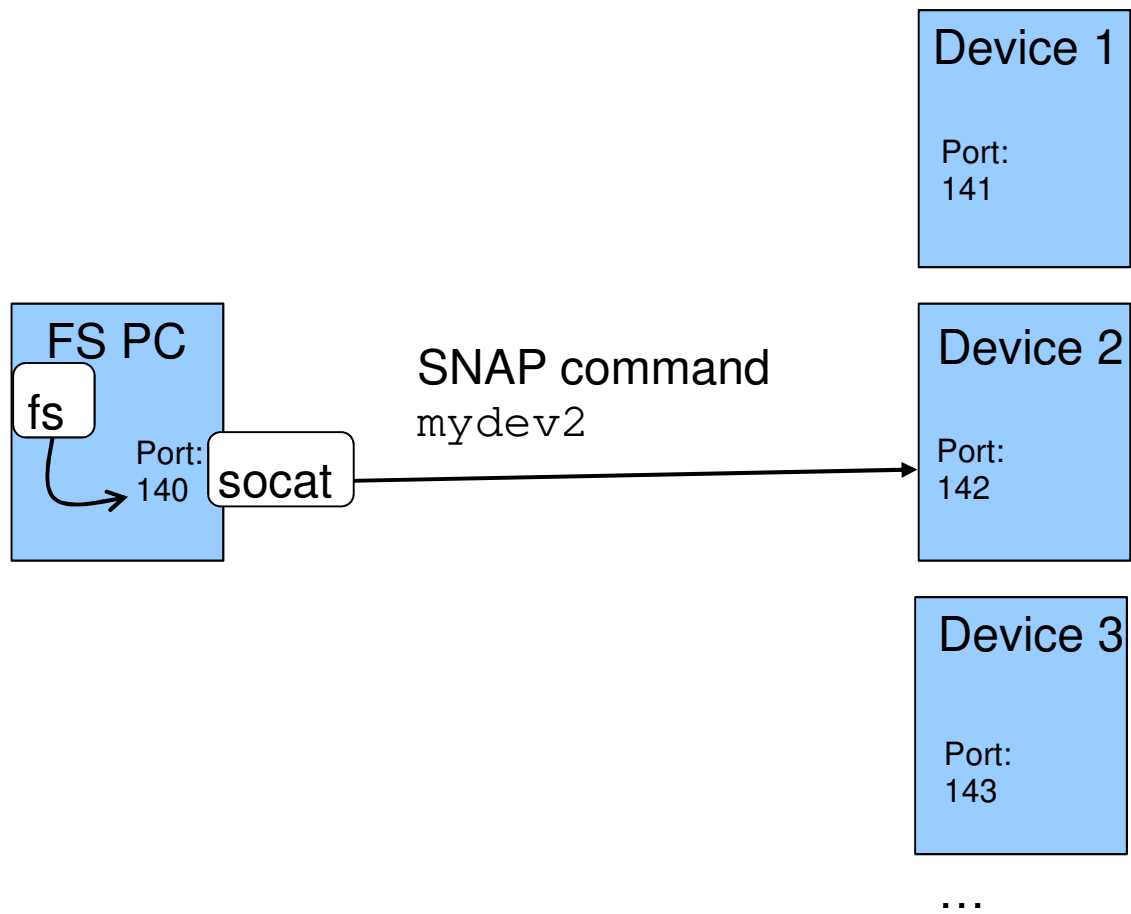 Device 1
Port:
141
FS PC
fs
Port:
140
socat
SNAP command
mydev2
Device 2
Port:
142
Device 3
Port:
143
...